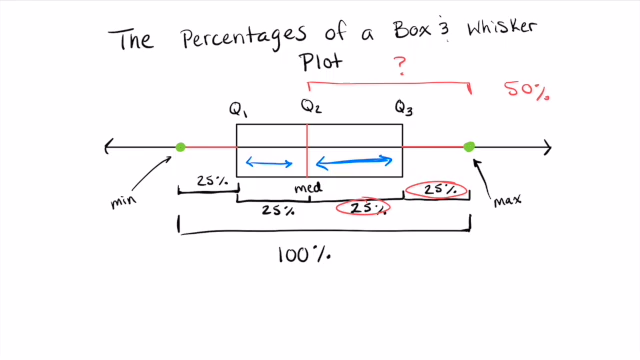 The Percentages of a Box & Whisker
Plot ?
50%
Q1 Q2 Q3
25% med 25%
min 25% 25% max
100%